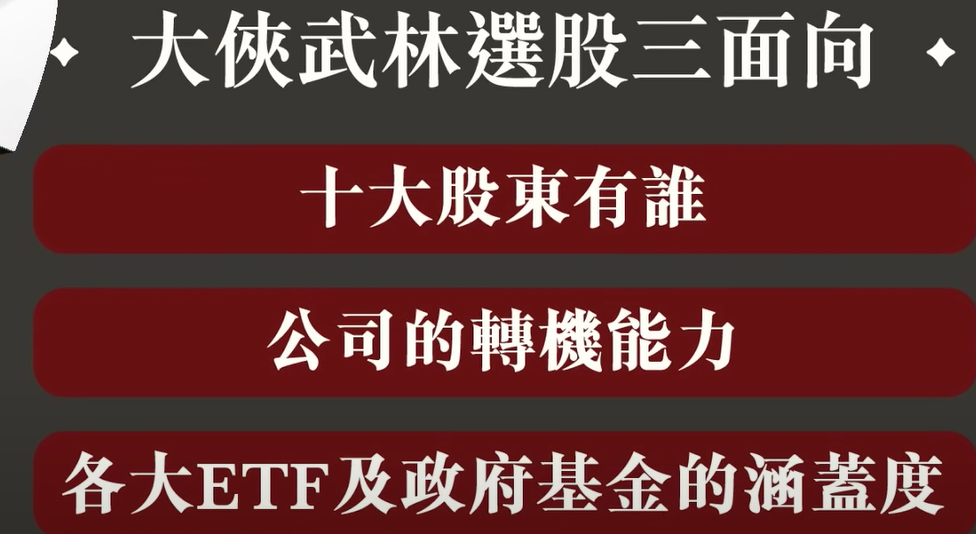 大俠武林選股三面向
十大股東有誰
公司的轉機能力
各大ETF及政府基金的涵蓋度